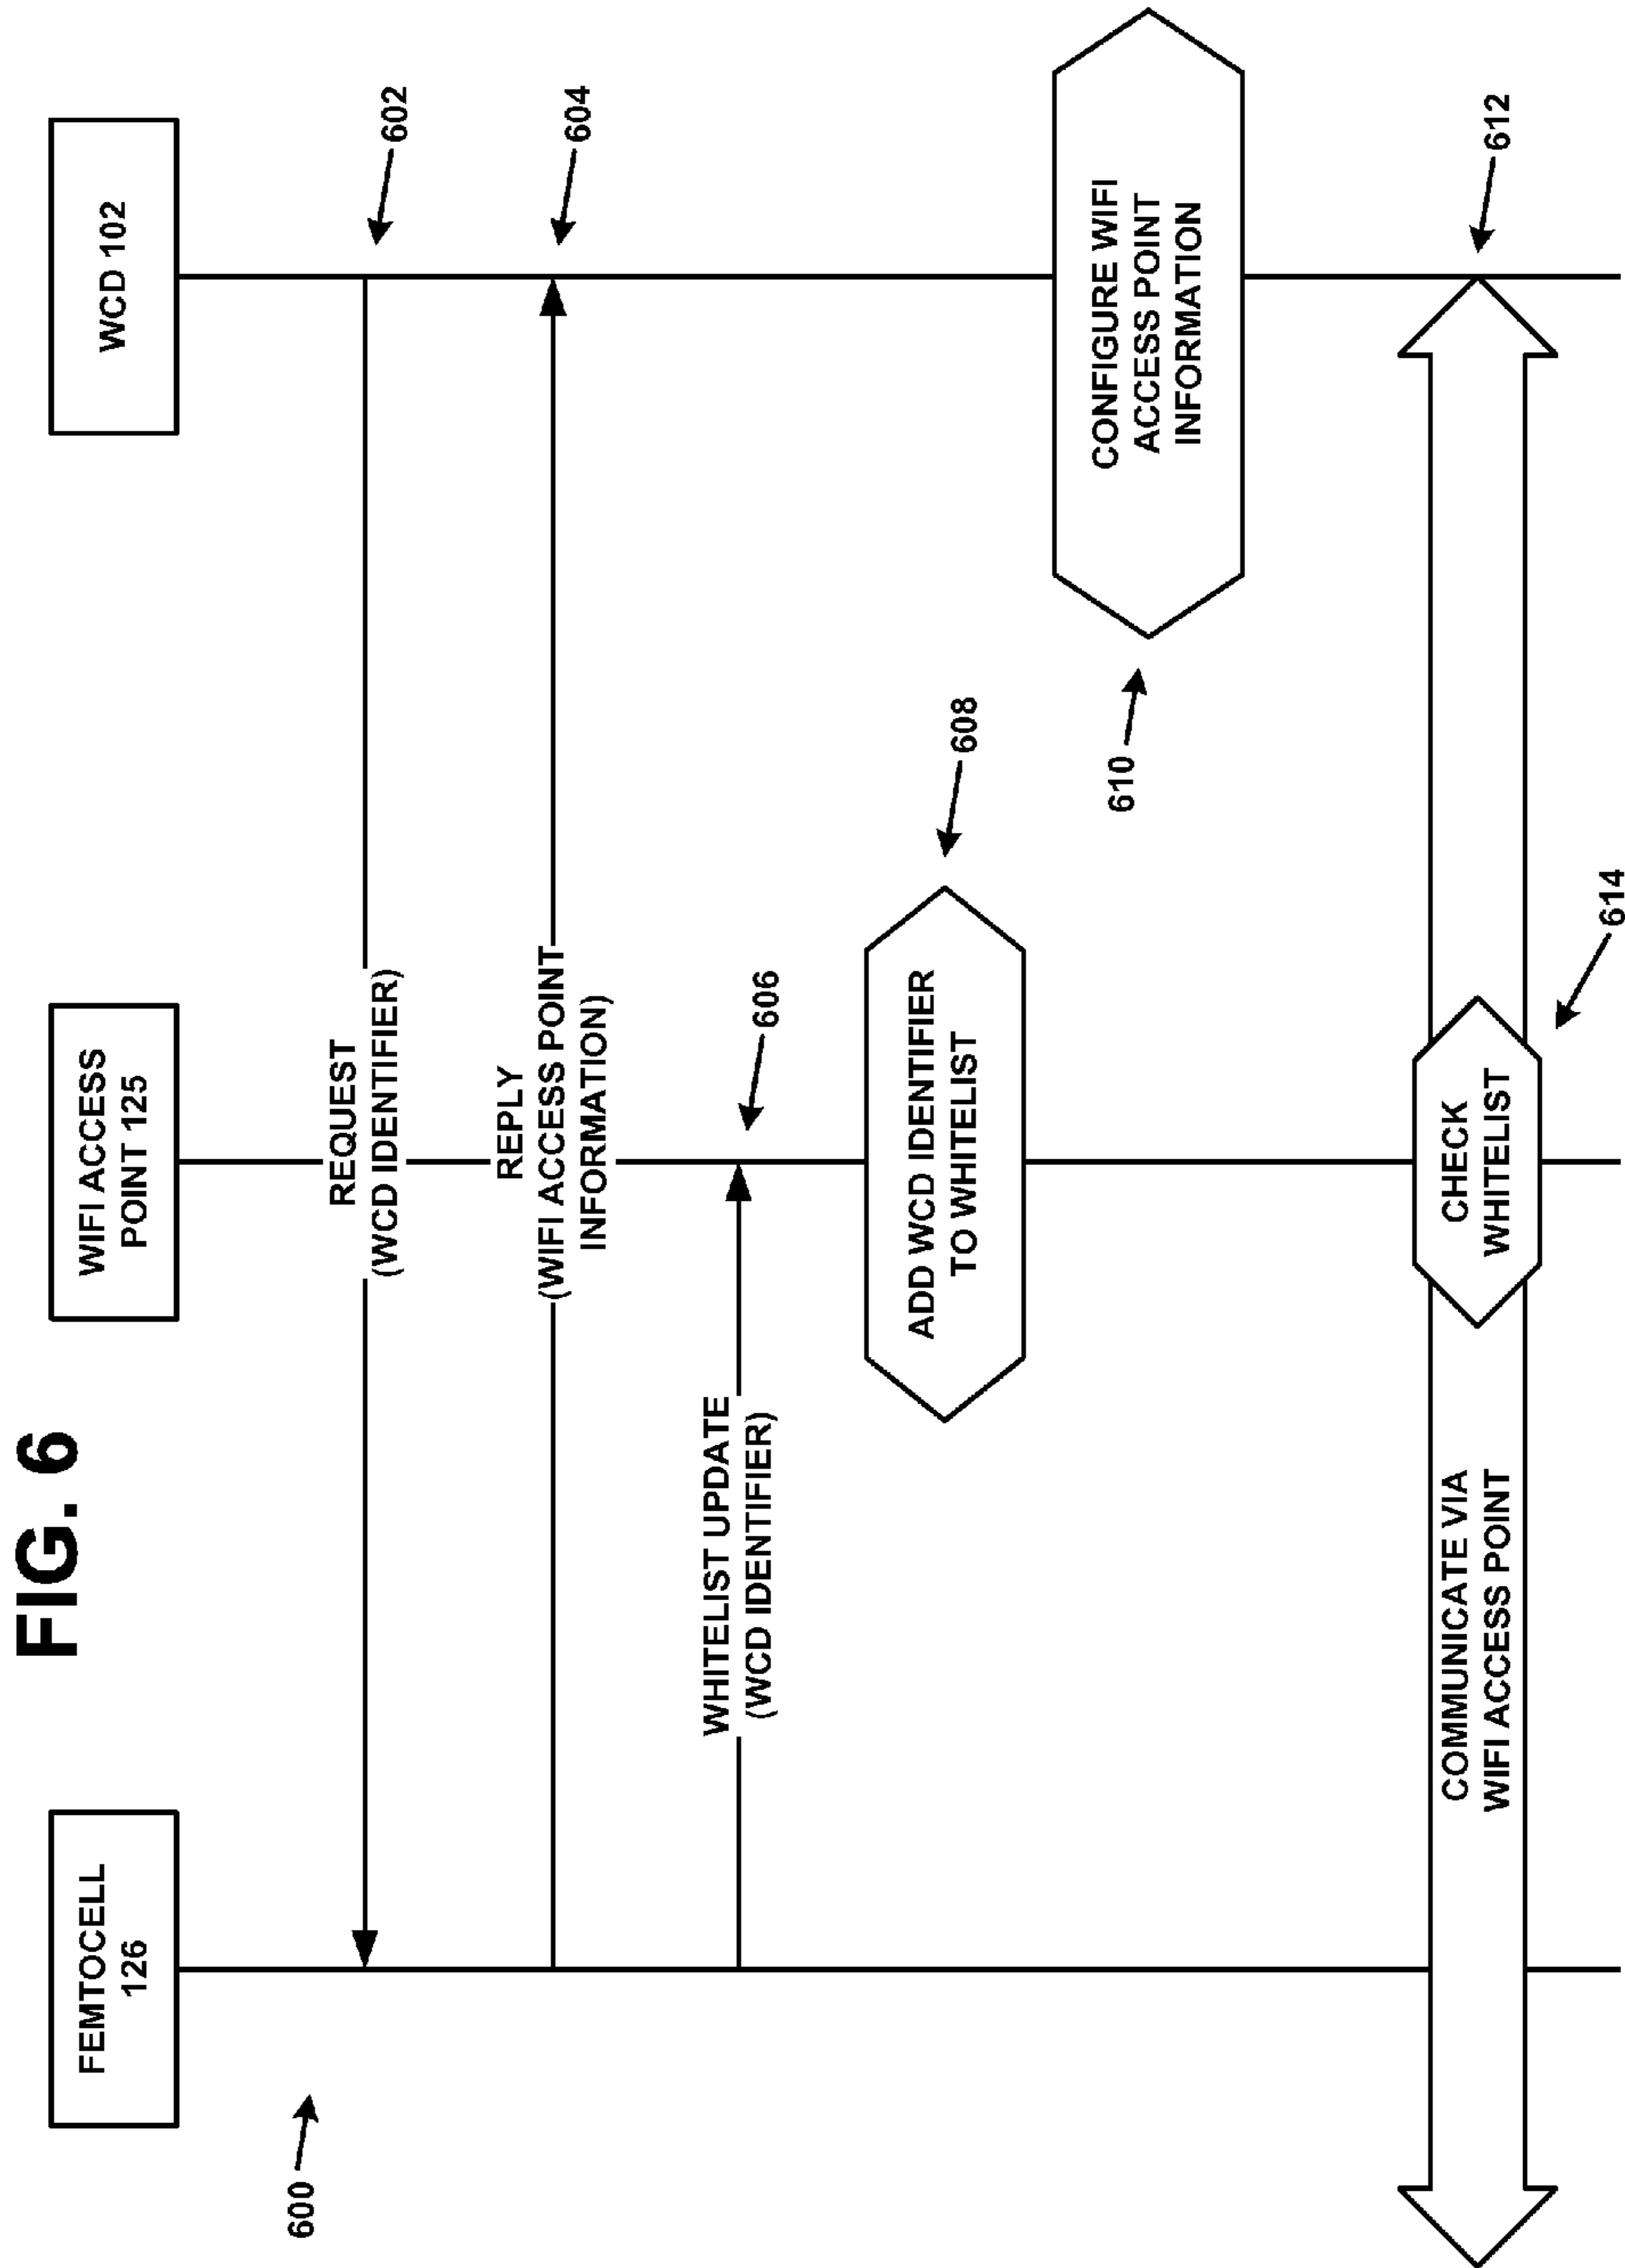 FIG. 6
FEMTOCELL
126
WIFI ACCESS
POINT 125
WCD 102
600
REQUEST
(WCD IDENTIFIER)
602
REPLY
(WIFI ACCESS POINT
INFORMATION)
604
WHITELIST UPDATE
(WCD IDENTIFIER)
606
ADD WCD IDENTIFIER
TO WHITELIST
608
610
CONFIGURE WIFI
ACCESS POINT
INFORMATION
COMMUNICATE VIA
WIFI ACCESS POINT
CHECK
WHITELIST
612
614